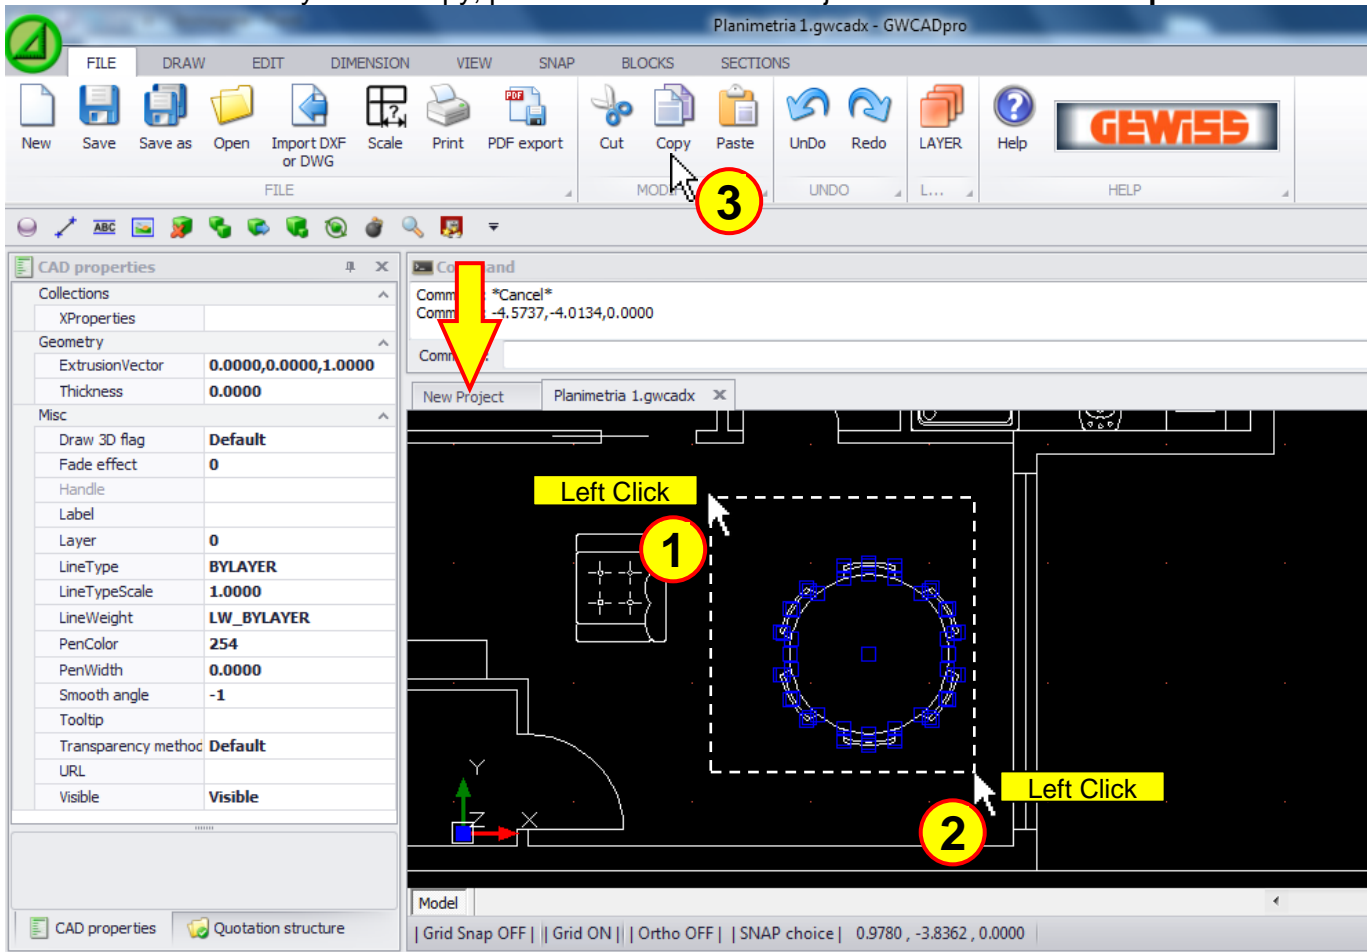 Planimetria 1.gwcadx - GWCADpro
FILE DRAW EDIT DIMENSION VIEW SNAP BLOCKS SECTIONS
New Save Save as Open Import DXF or DWG Scale Print PDF export Cut Copy Paste UnDo Redo LAYER Help GEWISS
FILE UNDO L... HELP
3
ABC
CAD properties
Collections
XProperties
Geometry
ExtrusionVector 0.0000,0.0000,1.0000
Thickness 0.0000
Misc
Draw 3D flag Default
Fade effect 0
Handle
Label
Layer 0
LineType BYLAYER
LineTypeScale 1.0000
LineWeight LW_BYLAYER
PenColor 254
PenWidth 0.0000
Smooth angle -1
Tooltip
Transparency method Default
URL
Visible Visible
CAD properties Quotation structure
Command
*Cancel*
-4.5737,-4.0134,0.0000
New Project Planimetria 1.gwcadx
Left Click
1
Left Click
2
Y
Z X
Model
| Grid Snap OFF | | Grid ON | | Ortho OFF | | SNAP choice | 0.9780 , -3.8362 , 0.0000